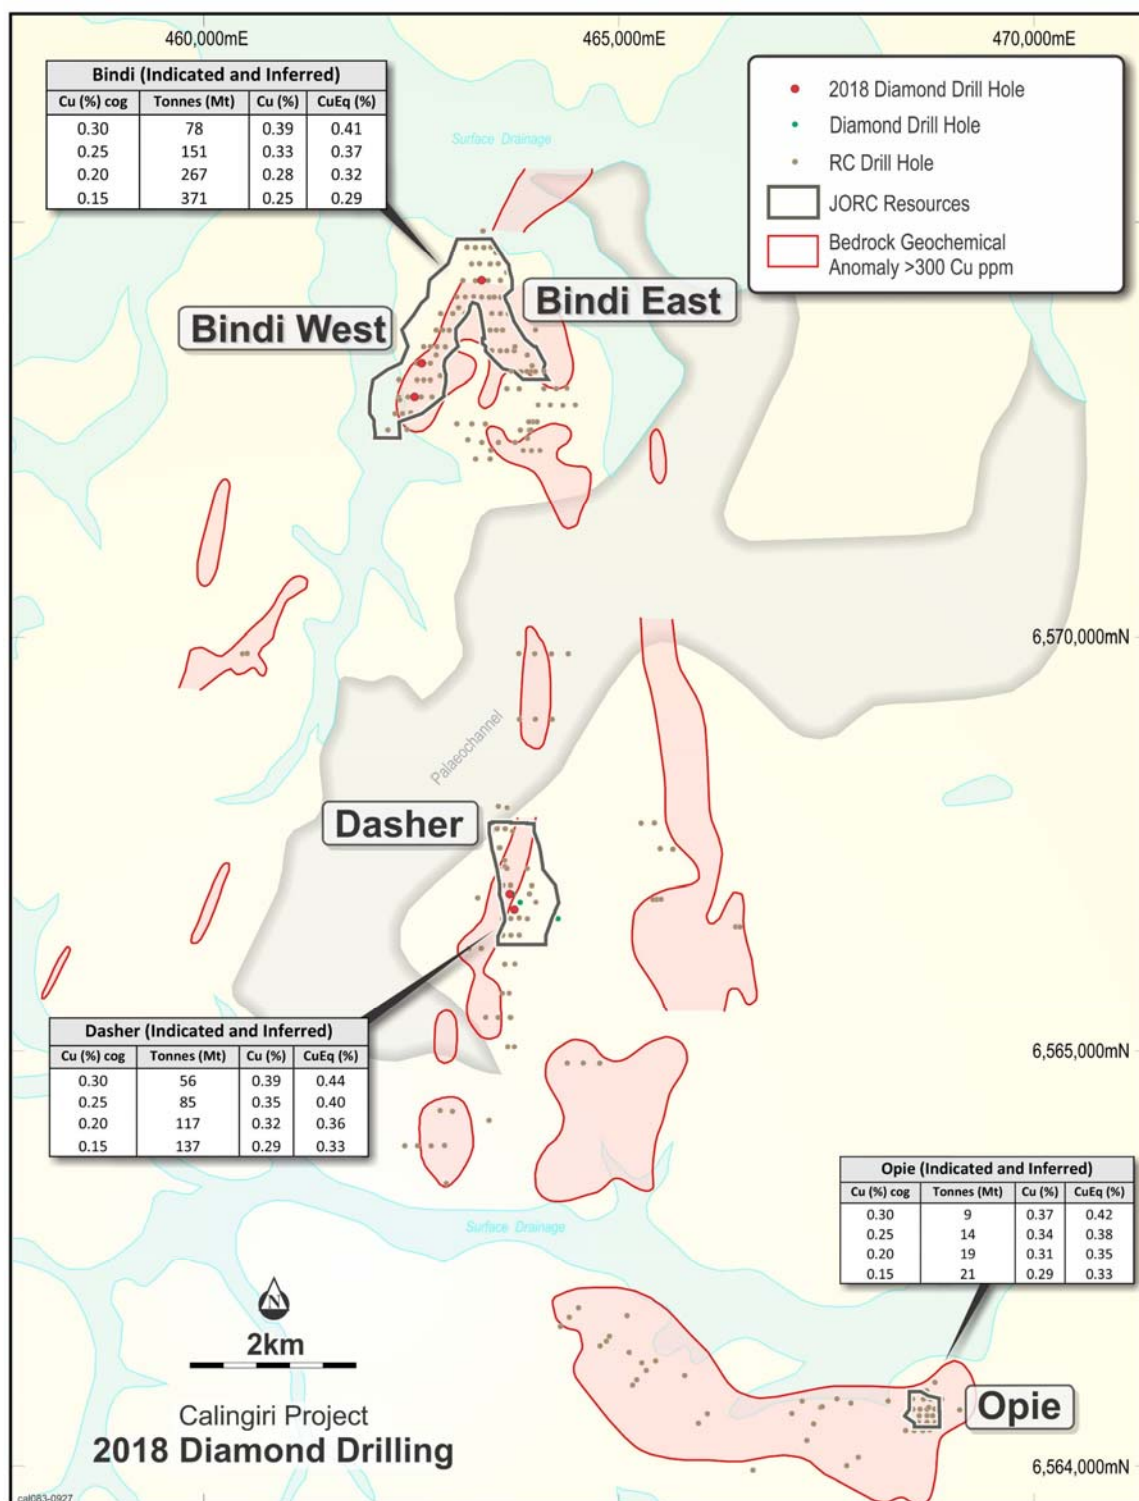 460,000mE 465,000mE 470,000mE
Bindi (Indicated and Inferred)
Cu (%) cog Tonnes (Mt) Cu (%) CuEq (%)
0.30 78 0.39 0.41
0.25 151 0.33 0.37
0.20 267 0.28 0.32
0.15 371 0.25 0.29
2018 Diamond Drill Hole
Diamond Drill Hole
RC Drill Hole
JORC Resources
Bedrock Geochemical
Anomaly >300 Cu ppm
Surface Drainage
Bindi East
Bindi West
6,570,000mN
Palaeochannel
Dasher
Dasher (Indicated and Inferred)
Cu (%) cog Tonnes (Mt) Cu (%) CuEq (%)
0.30 56 0.39 0.44
0.25 85 0.35 0.40
0.20 117 0.32 0.36
0.15 137 0.29 0.33
6,565,000mN
Opie (Indicated and Inferred)
Cu (%) cog Tonnes (Mt) Cu (%) CuEq (%)
0.30 9 0.37 0.42
0.25 14 0.34 0.38
0.20 19 0.31 0.35
0.15 21 0.29 0.33
Surface Drainage
N
2km
Opie
Calingiri Project
2018 Diamond Drilling
6,564,000mN
cal083-0927